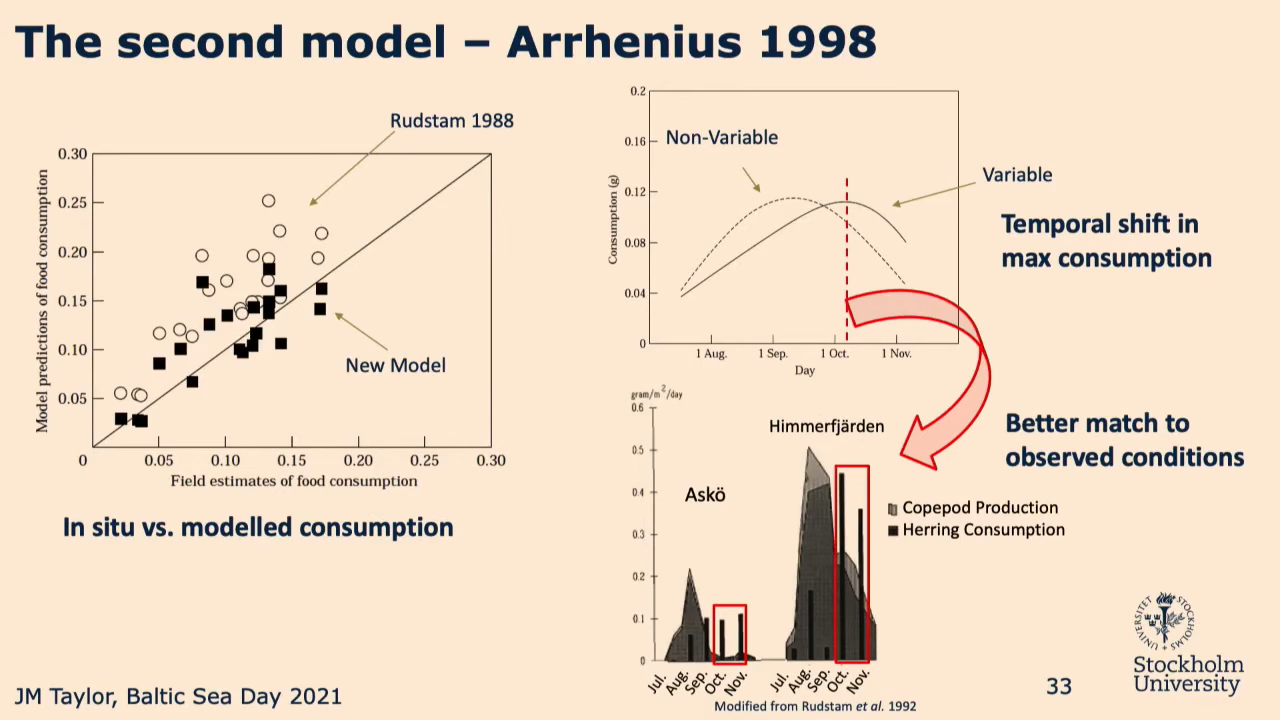 The second model – Arrhenius 1998
Rudstam 1988
0.30
0.25
0.20
0.15
0.10
0.05
0
0.05
0.10
0.15
0.20
0.25
0.30
Model predictions of food consumption
Field estimates of food consumption
New Model
In situ vs. modelled consumption
0.2
0.16
0.12
0.08
0.04
0
Consumption (g)
Non-Variable
Variable
1 Aug.
1 Sep.
1 Oct.
1 Nov.
Day
Temporal shift in
max consumption
gram/m²/day
0.6
0.5
0.4
0.3
0.2
0.1
0
Himmerfjärden
Askö
Jul.
Aug.
Sep.
Oct.
Nov.
Jul.
Aug.
Sep.
Oct.
Nov.
Better match to
observed conditions
Copepod Production
Herring Consumption
Modified from Rudstam et al. 1992
JM Taylor, Baltic Sea Day 2021
33
STOCKHOLMS UNIVERSITET
Stockholm
University